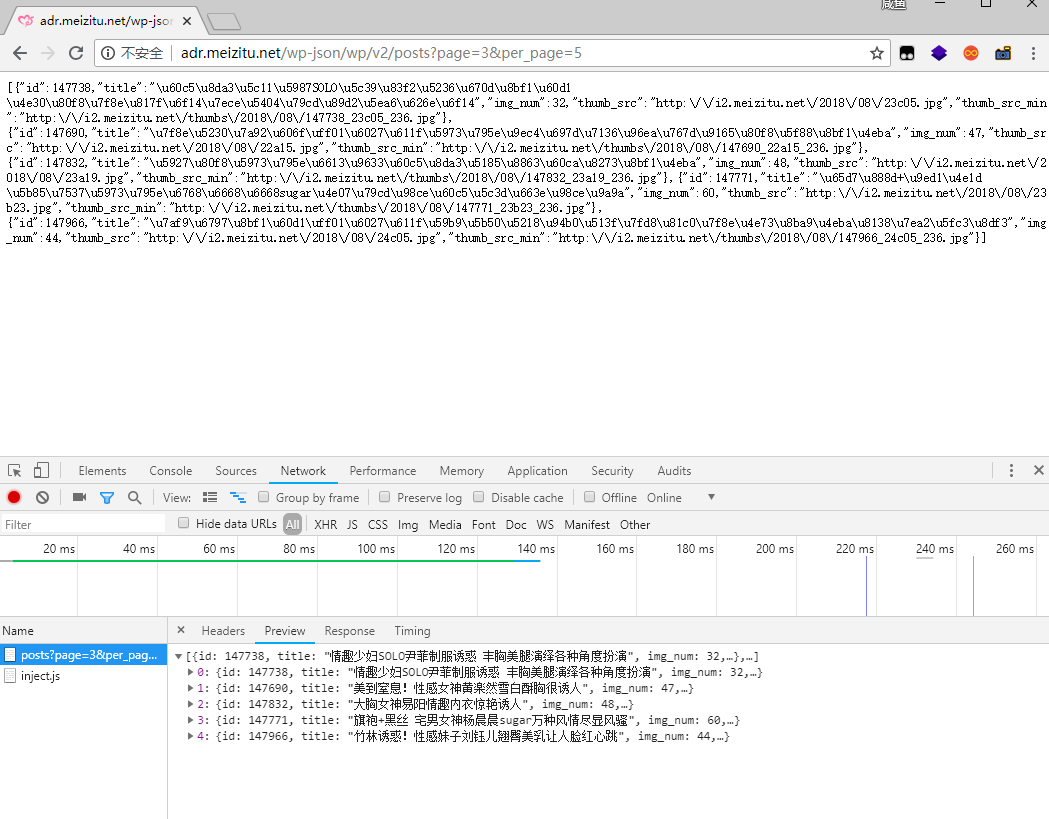 咸鱼
adr.meizitu.net/wp-json
不安全 adr.meizitu.net/wp-json/wp/v2/posts?page=3&per_page=5
[{"id":147738,"title":"\u60c5\u8da3\u5c11\u5987SOLO\u5c39\u83f2\u5236\u670d\u8bf1\u60d1
\u4e30\u80f8\u7f8e\u817f\u6f14\u7ece\u5404\u79cd\u89d2\u5ea6\u626e\u6f14","img_num":32,"thumb_src":"http:\/\/i2.meizitu.net\/2018\/08\/23c05.jpg","thumb_src_min
":"http:\/\/i2.meizitu.net\/thumbs\/2018\/08\/147738_23c05_236.jpg"},
{"id":147690,"title":"\u7f8e\u5230\u7a92\u606f\uff01\u6027\u611f\u5973\u795e\u9ec4\u697d\u7136\u96ea\u767d\u9165\u80f8\u5f88\u8bf1\u4eba","img_num":47,"thumb_sr
c":"http:\/\/i2.meizitu.net\/2018\/08\/22a15.jpg","thumb_src_min":"http:\/\/i2.meizitu.net\/thumbs\/2018\/08\/147690_22a15_236.jpg"},
{"id":147832,"title":"\u5927\u80f8\u5973\u795e\u6613\u9633\u60c5\u8da3\u5185\u8863\u60ca\u8273\u8bf1\u4eba","img_num":48,"thumb_src":"http:\/\/i2.meizitu.net\/2
018\/08\/23a19.jpg","thumb_src_min":"http:\/\/i2.meizitu.net\/thumbs\/2018\/08\/147832_23a19_236.jpg"},{"id":147771,"title":"\u65d7\u888d+\u9ed1\u4e1d
\u5b85\u7537\u5973\u795e\u6768\u6668\u6668sugar\u4e07\u79cd\u98ce\u60c5\u5c3d\u663e\u98ce\u9a9a","img_num":60,"thumb_src":"http:\/\/i2.meizitu.net\/2018\/08\/23
b23.jpg","thumb_src_min":"http:\/\/i2.meizitu.net\/thumbs\/2018\/08\/147771_23b23_236.jpg"},
{"id":147966,"title":"\u7af9\u6797\u8bf1\u60d1\uff01\u6027\u611f\u59b9\u5b50\u5218\u94b0\u513f\u7fd8\u81c0\u7f8e\u4e73\u8ba9\u4eba\u8138\u7ea2\u5fc3\u8df3","img
_num":44,"thumb_src":"http:\/\/i2.meizitu.net\/2018\/08\/24c05.jpg","thumb_src_min":"http:\/\/i2.meizitu.net\/thumbs\/2018\/08\/147966_24c05_236.jpg"}]
Elements Console Sources Network Performance Memory Application Security Audits
View: Group by frame Preserve log Disable cache Offline Online
Filter Hide data URLs All XHR JS CSS Img Media Font Doc WS Manifest Other
20 ms 40 ms 60 ms 80 ms 100 ms 120 ms 140 ms 160 ms 180 ms 200 ms 220 ms 240 ms 260 ms
Name Headers Preview Response Timing
posts?page=3&per_pag...
inject.js
[{id: 147738, title: "情趣少妇SOLO尹菲制服诱惑 丰胸美腿演绎各种角度扮演", img_num: 32,…},…]
0: {id: 147738, title: "情趣少妇SOLO尹菲制服诱惑 丰胸美腿演绎各种角度扮演", img_num: 32,…}
1: {id: 147690, title: "美到窒息！性感女神黄楽然雪白酥胸很诱人", img_num: 47,…}
2: {id: 147832, title: "大胸女神易阳情趣内衣惊艳诱人", img_num: 48,…}
3: {id: 147771, title: "旗袍+黑丝 宅男女神杨晨晨sugar万种风情尽显风骚", img_num: 60,…}
4: {id: 147966, title: "竹林诱惑！性感妹子刘钰儿翘臀美乳让人脸红心跳", img_num: 44,…}